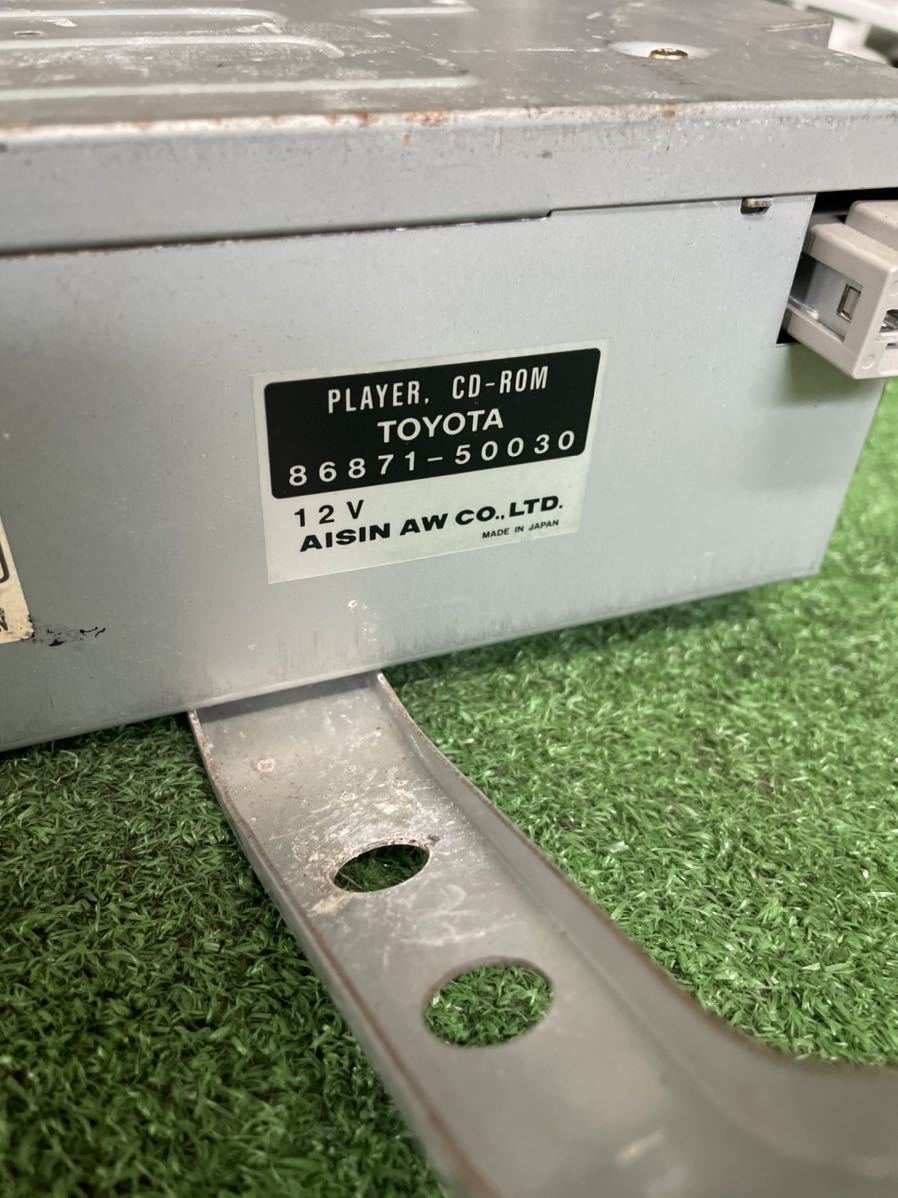 PLAYER, CD-ROM
TOYOTA
86871-50030
12V
AISIN AW CO.,LTD.
MADE IN JAPAN